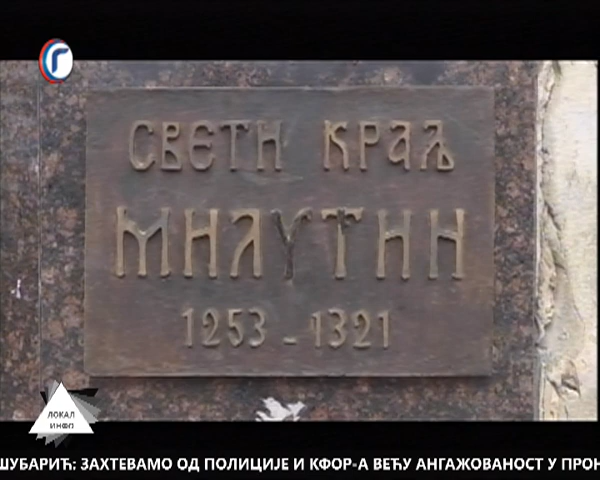 СВЕТИ КРАЉ
МИЛУТИН
1253 - 1321
ЛОКАЛ
ИНФО
ШУБАРИЋ: ЗАХТЕВАМО ОД ПОЛИЦИЈЕ И КФОР-А ВЕЋУ АНГАЖОВАНОСТ У ПРОН